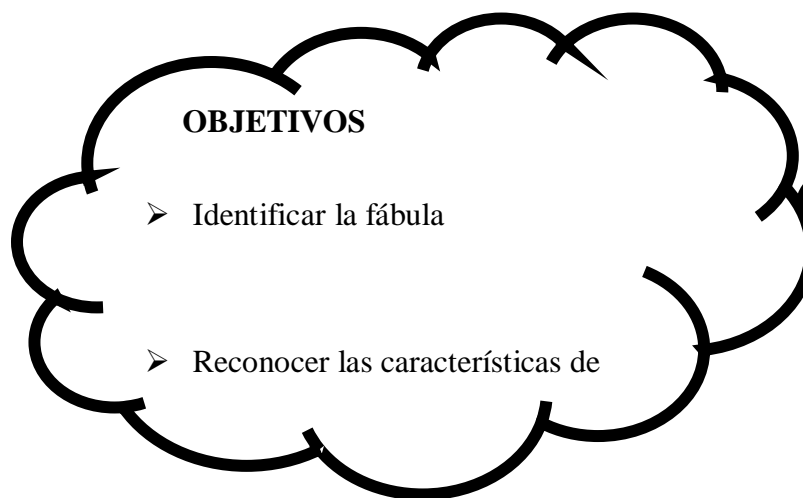 OBJETIVOS
➢ Identificar la fábula
➢ Reconocer las características de